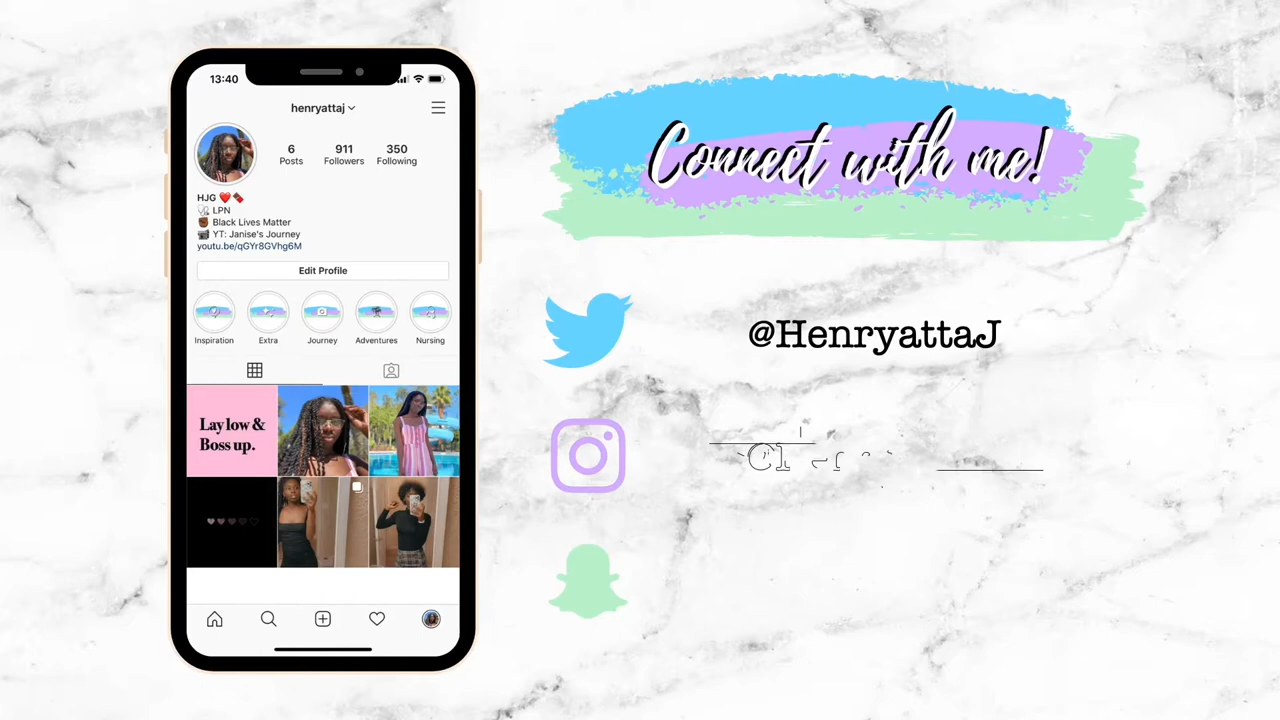 13:40
henryattaj
6 911 350
Posts Followers Following
HJG ❤️🍫
🩺 LPN
✊🏿 Black Lives Matter
📹 YT: Janise's Journey
youtu.be/qGYr8GVhg6M
Edit Profile
Inspiration Extra Journey Adventures Nursing
Lay low &
Boss up.
Connect with me!
@HenryattaJ